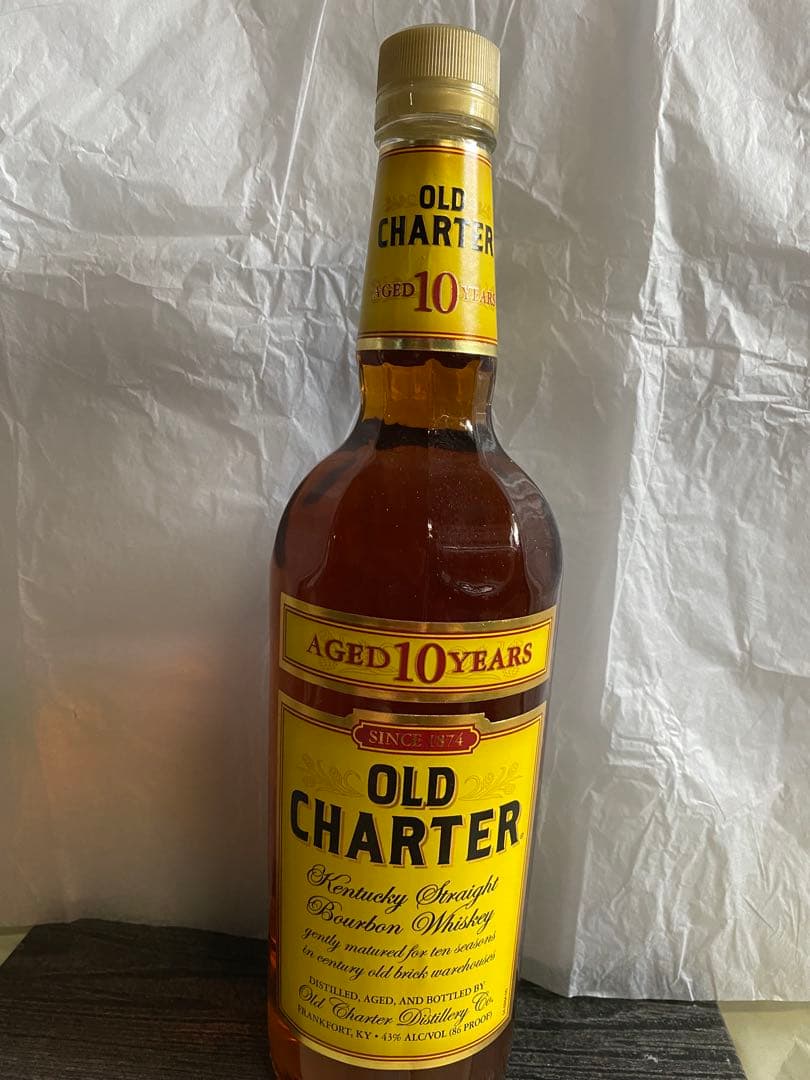 OLD
CHARTER
AGED 10 YEARS
AGED 10 YEARS
SINCE 1874
OLD
CHARTER®
Kentucky Straight
Bourbon Whiskey
gently matured for ten seasons
in century old brick warehouses
DISTILLED, AGED, AND BOTTLED BY
Old Charter Distillery Co.
FRANKFORT, KY • 43% ALC/VOL (86 PROOF)